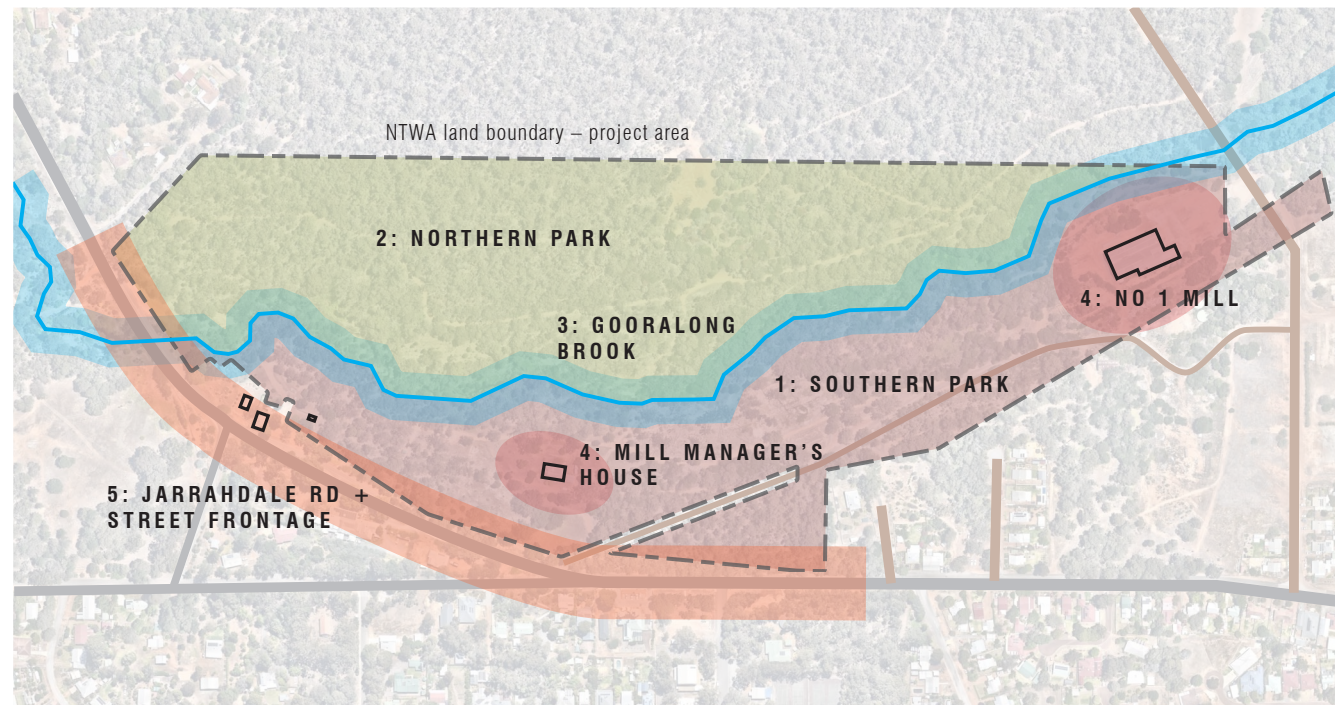 NTWA land boundary – project area
2: NORTHERN PARK
4: NO 1 MILL
3: GOORALONG
BROOK
1: SOUTHERN PARK
4: MILL MANAGER’S
HOUSE
5: JARRAHDALE RD +
STREET FRONTAGE